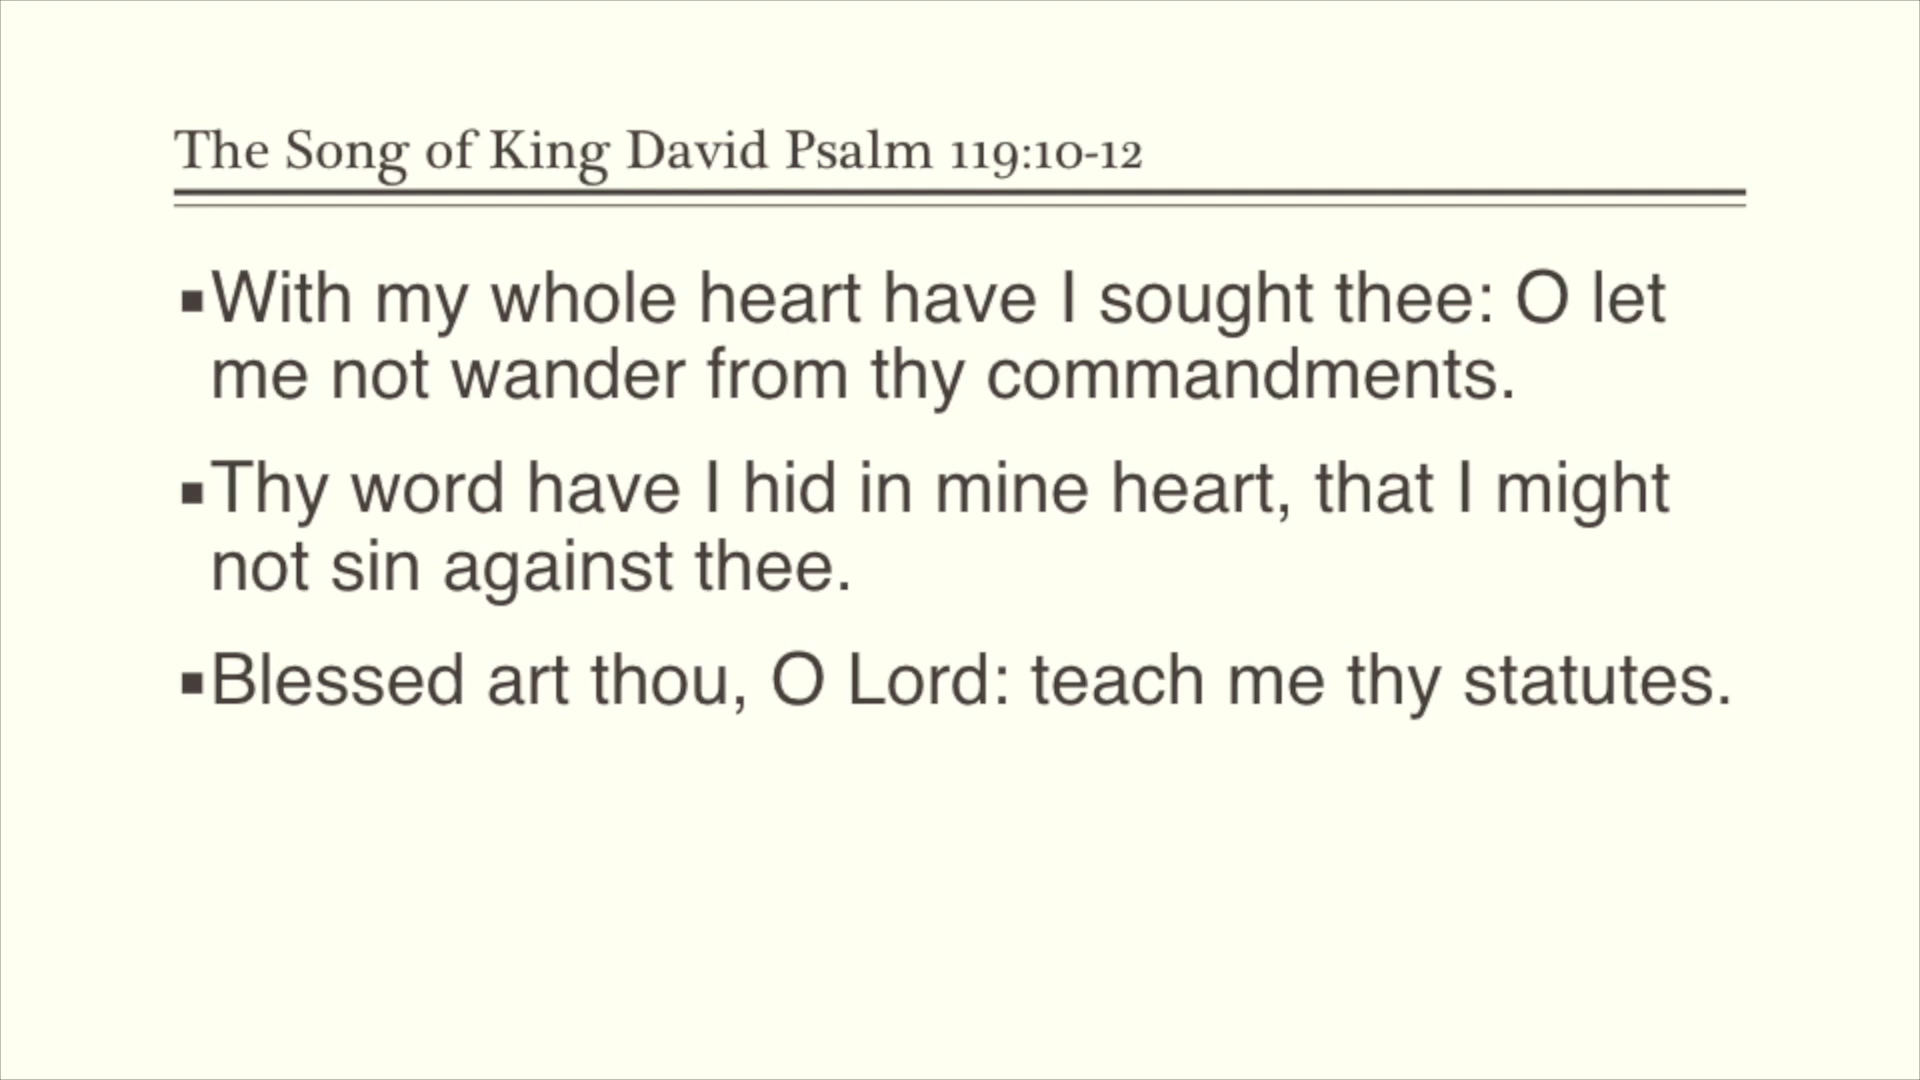 The Song of King David Psalm 119:10-12
▪With my whole heart have I sought thee: O let
me not wander from thy commandments.
▪Thy word have I hid in mine heart, that I might
not sin against thee.
▪Blessed art thou, O Lord: teach me thy statutes.